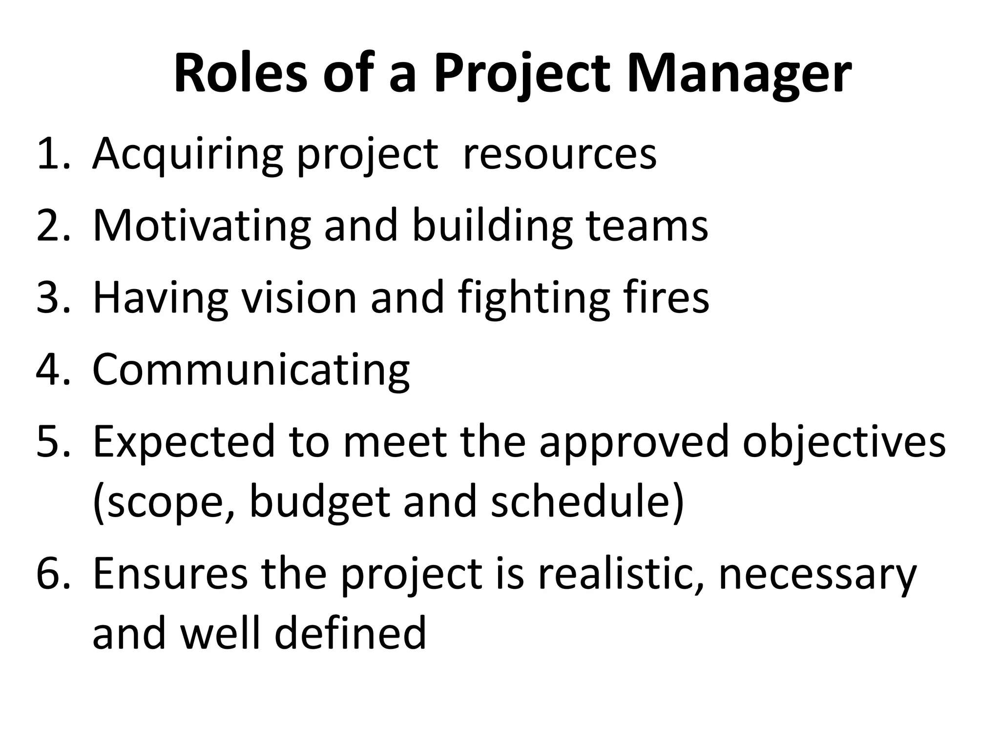 Roles of a Project Manager
1. Acquiring project  resources
2. Motivating and building teams
3. Having vision and fighting fires
4. Communicating
5. Expected to meet the approved objectives
(scope, budget and schedule)
6. Ensures the project is realistic, necessary
and well defined